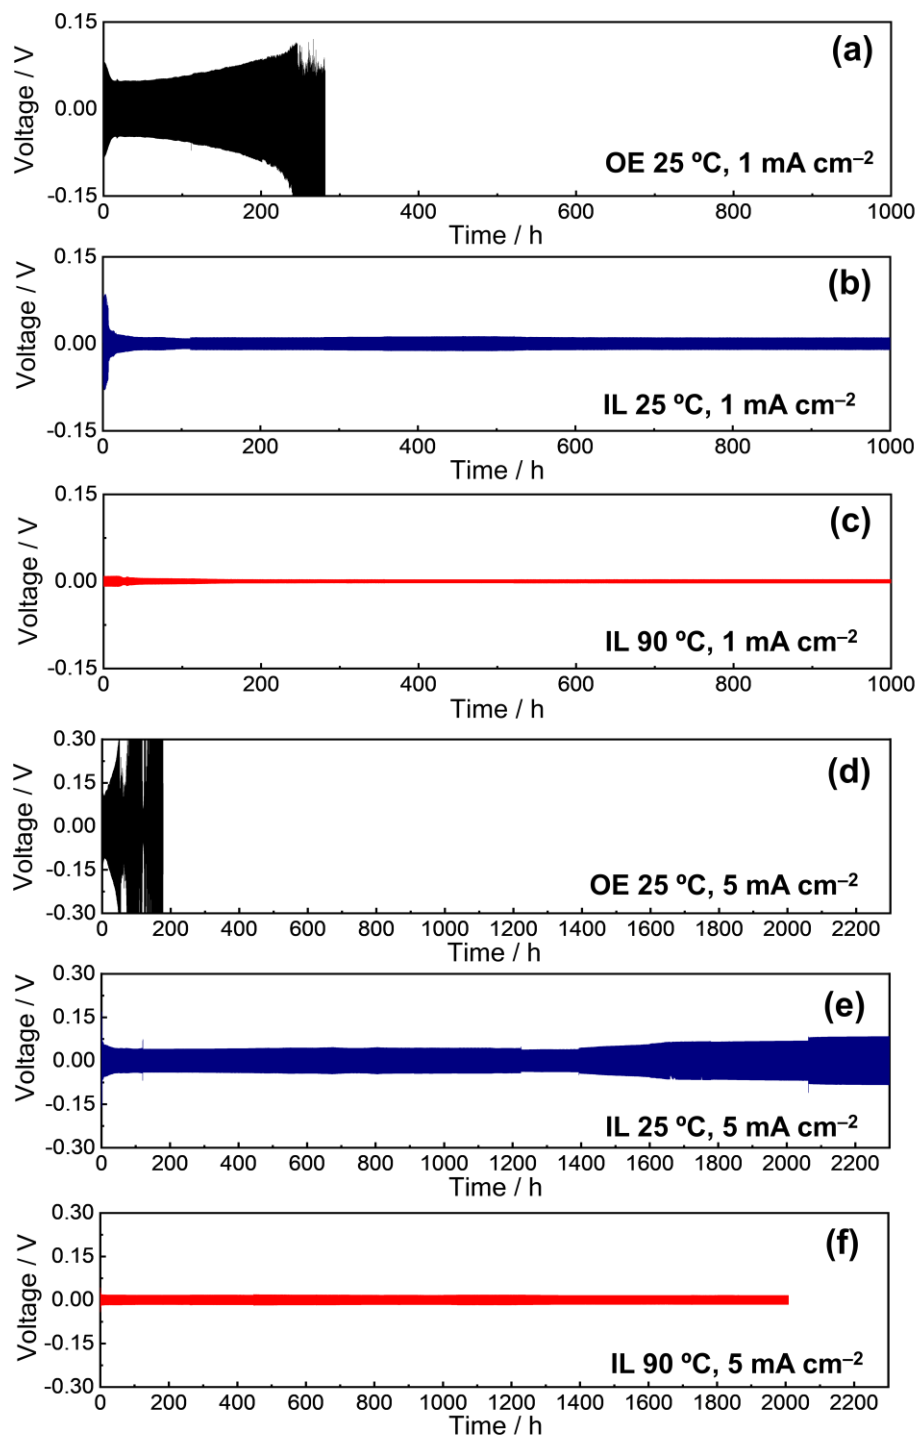 0.15
(a)
Voltage / V
0.00
OE 25 ºC, 1 mA cm⁻²
-0.15
0 200 400 600 800 1000
Time / h
0.15
(b)
Voltage / V
0.00
IL 25 ºC, 1 mA cm⁻²
-0.15
0 200 400 600 800 1000
Time / h
0.15
(c)
Voltage / V
0.00
IL 90 ºC, 1 mA cm⁻²
-0.15
0 200 400 600 800 1000
Time / h
0.30
(d)
0.15
Voltage / V
0.00
-0.15
OE 25 ºC, 5 mA cm⁻²
-0.30
0 200 400 600 800 1000 1200 1400 1600 1800 2000 2200
Time / h
0.30
(e)
0.15
Voltage / V
0.00
-0.15
IL 25 ºC, 5 mA cm⁻²
-0.30
0 200 400 600 800 1000 1200 1400 1600 1800 2000 2200
Time / h
0.30
(f)
0.15
Voltage / V
0.00
-0.15
IL 90 ºC, 5 mA cm⁻²
-0.30
0 200 400 600 800 1000 1200 1400 1600 1800 2000 2200
Time / h